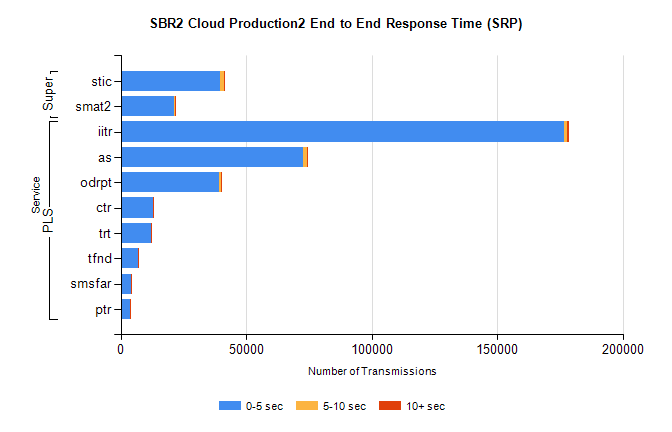 SBR2 Cloud Production2 End to End Response Time (SRP)
Service
Super
PLS
stic
smat2
iitr
as
odrpt
ctr
trt
tfnd
smsfar
ptr
0 50000 100000 150000 200000
Number of Transmissions
0-5 sec 5-10 sec 10+ sec